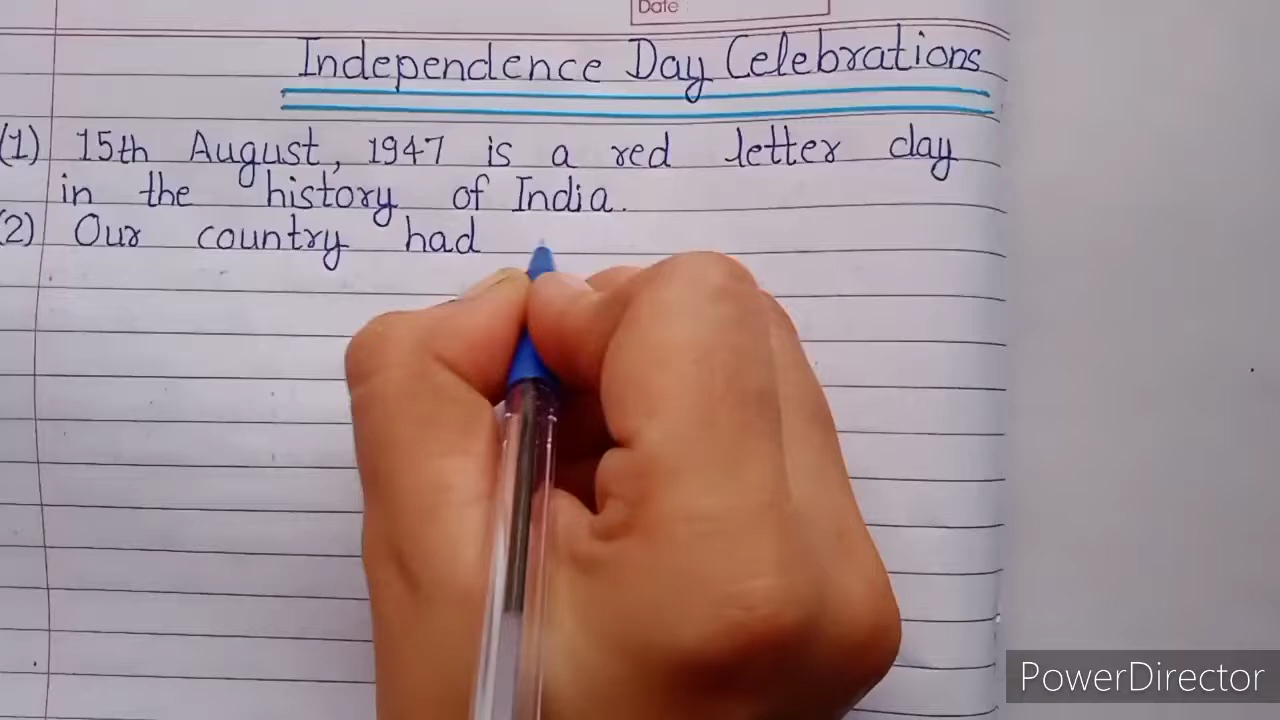 Date
Independence Day Celebrations
(1) 15th August, 1947 is a red letter day
in the history of India.
(2) Our country had
PowerDirector